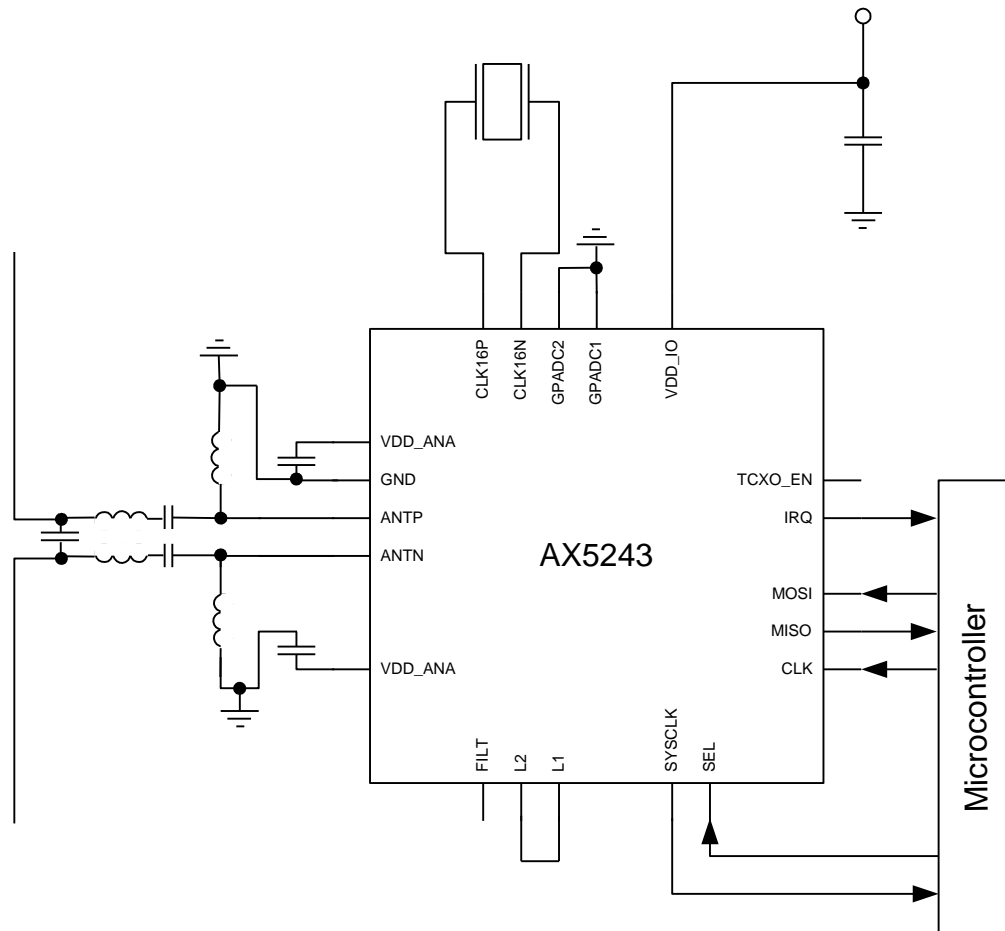 CLK16P
CLK16N
GPADC2
GPADC1
VDD_IO
VDD_ANA
GND
ANTP
ANTN
VDD_ANA
AX5243
TCXO_EN
IRQ
MOSI
MISO
CLK
FILT
L2
L1
SYSCLK
SEL
Microcontroller